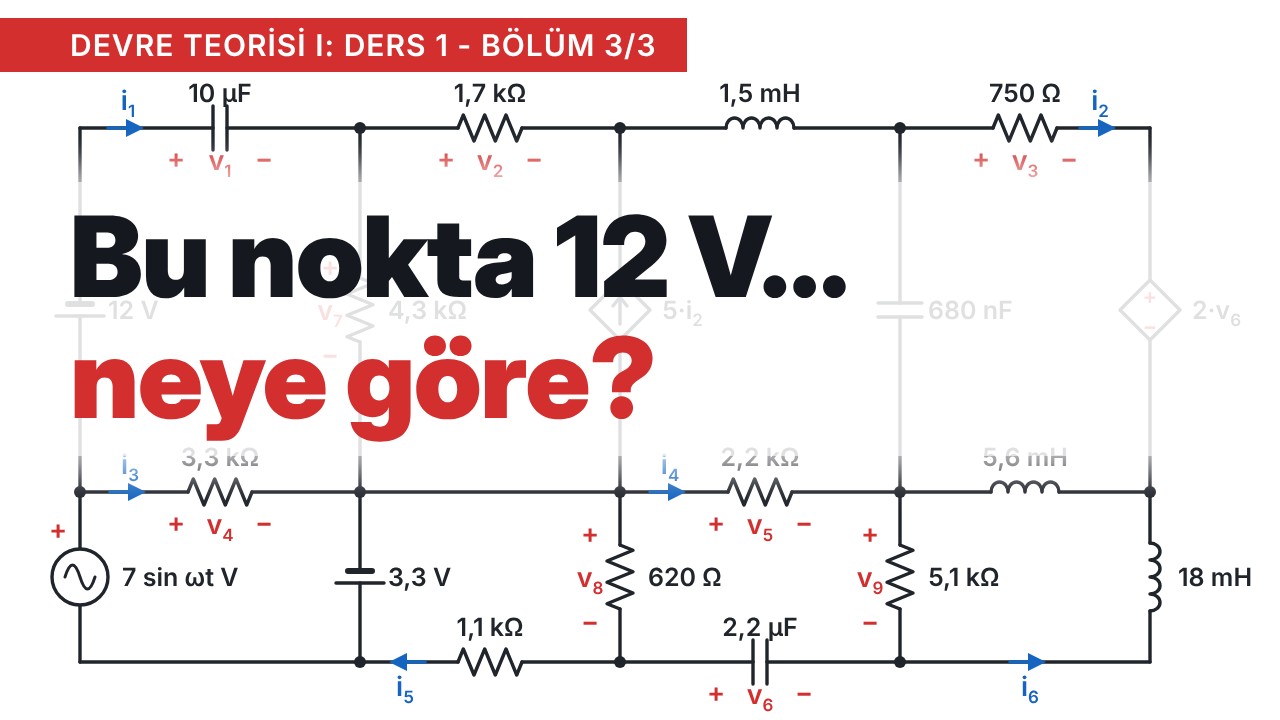 DEVRE TEORİSİ I: DERS 1 - BÖLÜM 3/3
10 µF
1,7 kΩ
1,5 mH
750 Ω
i1
i2
+ v1 −
+ v2 −
+ v3 −
Bu nokta 12 V...
12 V
+ v7 −
4,3 kΩ
5·i2
680 nF
+ −
2·v6
neye göre?
i3
3,3 kΩ
i4
2,2 kΩ
5,6 mH
+ v4 −
+ v5 −
+
7 sin ωt V
3,3 V
+ v8 −
620 Ω
+ v9 −
5,1 kΩ
18 mH
1,1 kΩ
2,2 µF
i5
+ v6 −
i6